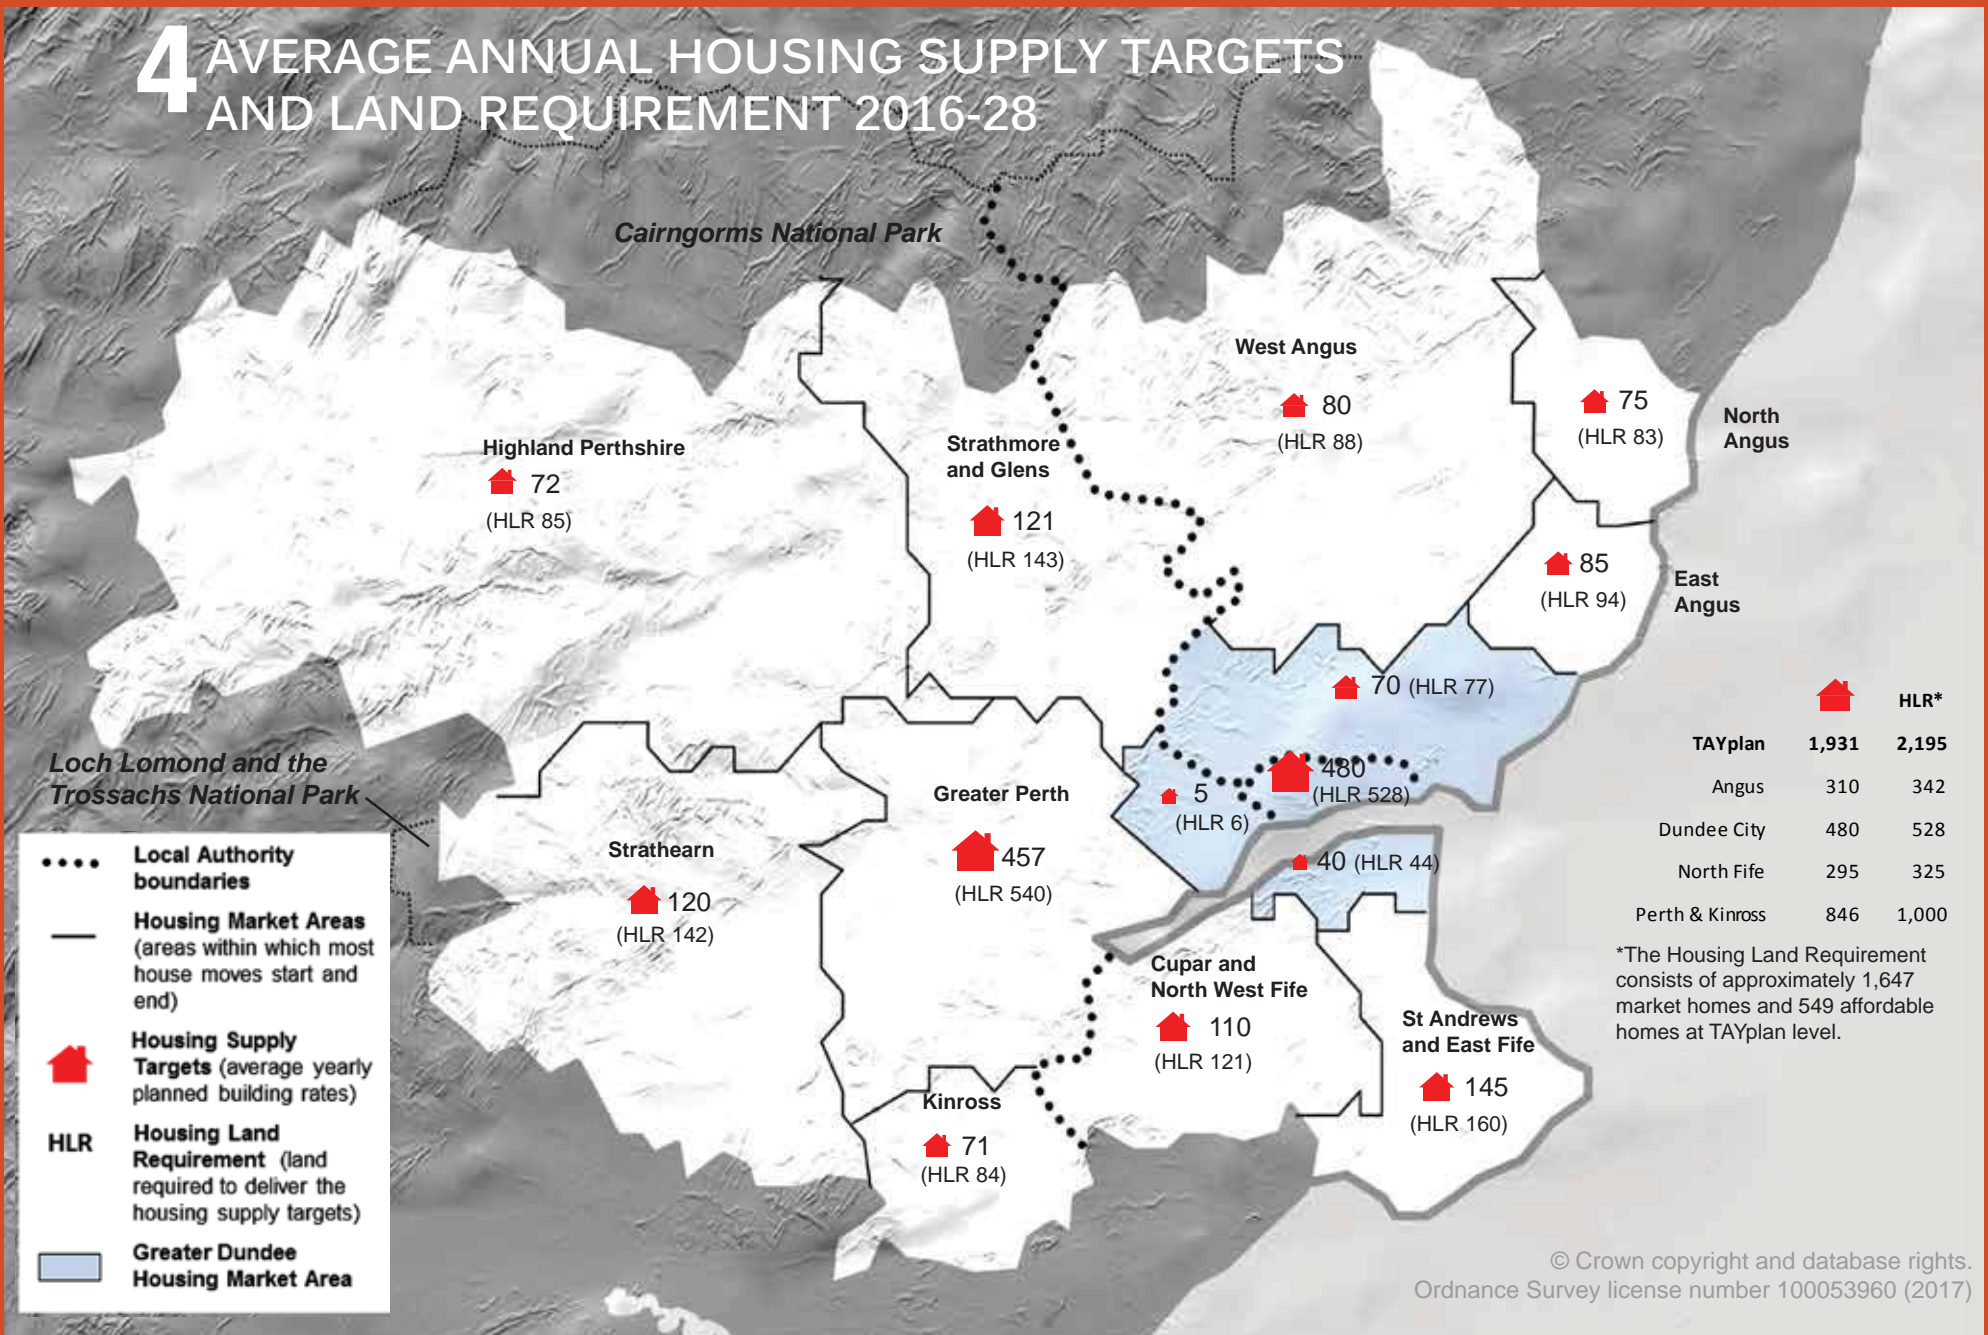 4 AVERAGE ANNUAL HOUSING SUPPLY TARGETS
AND LAND REQUIREMENT 2016-28
Cairngorms National Park
West Angus
80
(HLR 88)
75
(HLR 83)
North
Angus
Highland Perthshire
72
(HLR 85)
Strathmore
and Glens
121
(HLR 143)
85
(HLR 94)
East
Angus
70 (HLR 77)
480
(HLR 528)
5
(HLR 6)
40 (HLR 44)
Loch Lomond and the
Trossachs National Park
Greater Perth
457
(HLR 540)
Strathearn
120
(HLR 142)
Cupar and
North West Fife
110
(HLR 121)
St Andrews
and East Fife
145
(HLR 160)
Kinross
71
(HLR 84)
HLR*
TAYplan 1,931 2,195
Angus 310 342
Dundee City 480 528
North Fife 295 325
Perth & Kinross 846 1,000
*The Housing Land Requirement
consists of approximately 1,647
market homes and 549 affordable
homes at TAYplan level.
Local Authority
boundaries
Housing Market Areas
(areas within which most
house moves start and
end)
Housing Supply
Targets (average yearly
planned building rates)
HLR Housing Land
Requirement (land
required to deliver the
housing supply targets)
Greater Dundee
Housing Market Area
© Crown copyright and database rights.
Ordnance Survey license number 100053960 (2017)